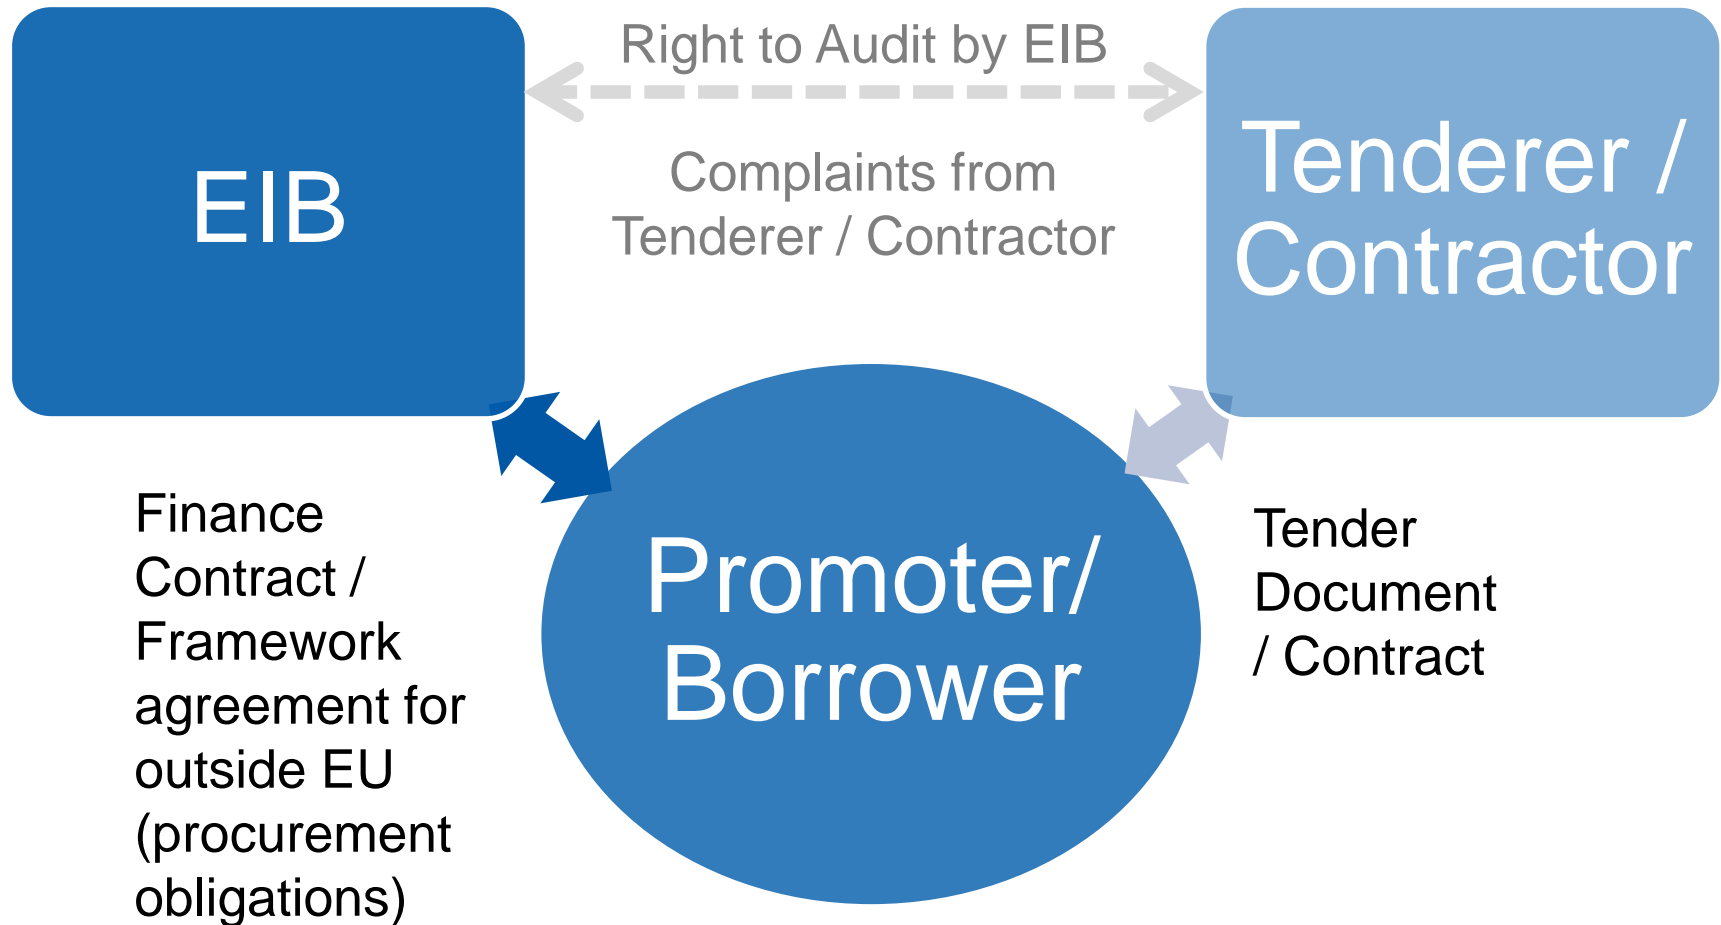 Right to Audit by EIB
EIB
Complaints from
Tenderer / Contractor
Tenderer /
Contractor
Promoter/
Borrower
Finance
Contract /
Framework
agreement for
outside EU
(procurement
obligations)
Tender
Document
/ Contract